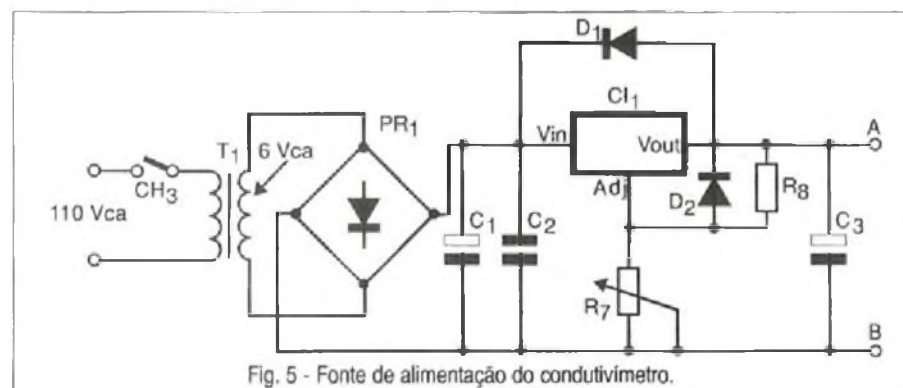 D1
CI1
PR1
A
Vin
Vout
T1
6 Vca
CH3
Adj
R8
D2
110 Vca
C1
C2
C3
R7
B
Fig. 5 - Fonte de alimentação do condutivímetro.